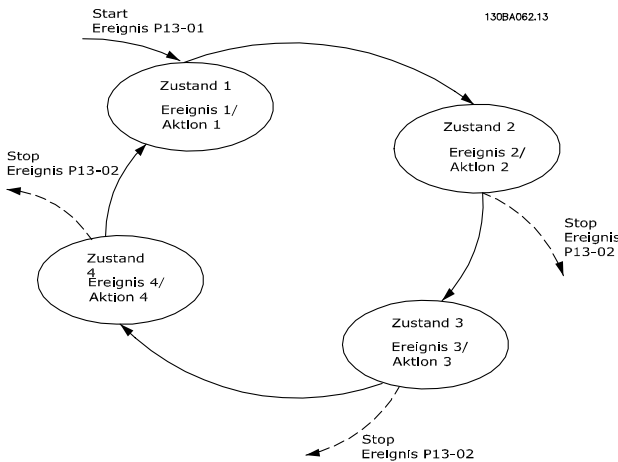 Start
Ereignis P13-01
130BA062.13
Zustand 1
Ereignis 1/
Aktion 1
Zustand 2
Ereignis 2/
Aktion 2
Stop
Ereignis P13-02
Stop
Ereignis
P13-02
Zustand
4
Ereignis 4/
Aktion 4
Zustand 3
Ereignis 3/
Aktion 3
Stop
Ereignis P13-02